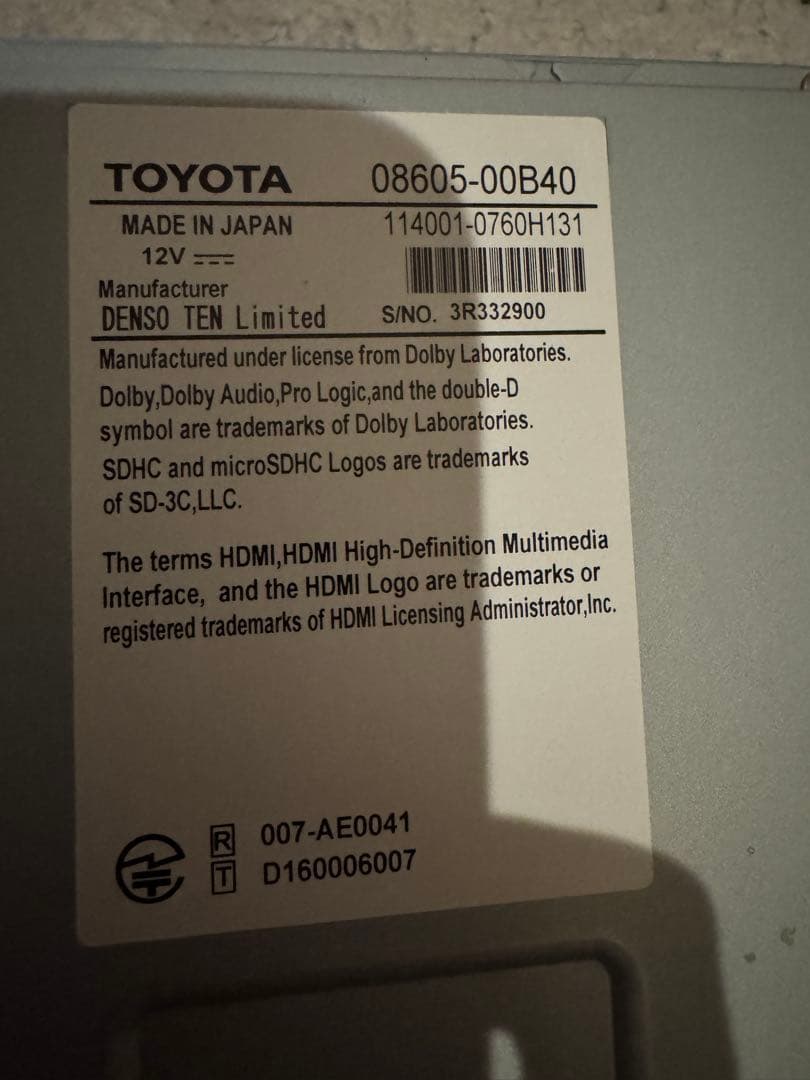 TOYOTA 08605-00B40
MADE IN JAPAN 114001-0760H131
12V
Manufacturer
DENSO TEN Limited S/NO. 3R332900
Manufactured under license from Dolby Laboratories.
Dolby,Dolby Audio,Pro Logic,and the double-D
symbol are trademarks of Dolby Laboratories.
SDHC and microSDHC Logos are trademarks
of SD-3C,LLC.
The terms HDMI,HDMI High-Definition Multimedia
Interface, and the HDMI Logo are trademarks or
registered trademarks of HDMI Licensing Administrator,Inc.
R 007-AE0041
T D160006007